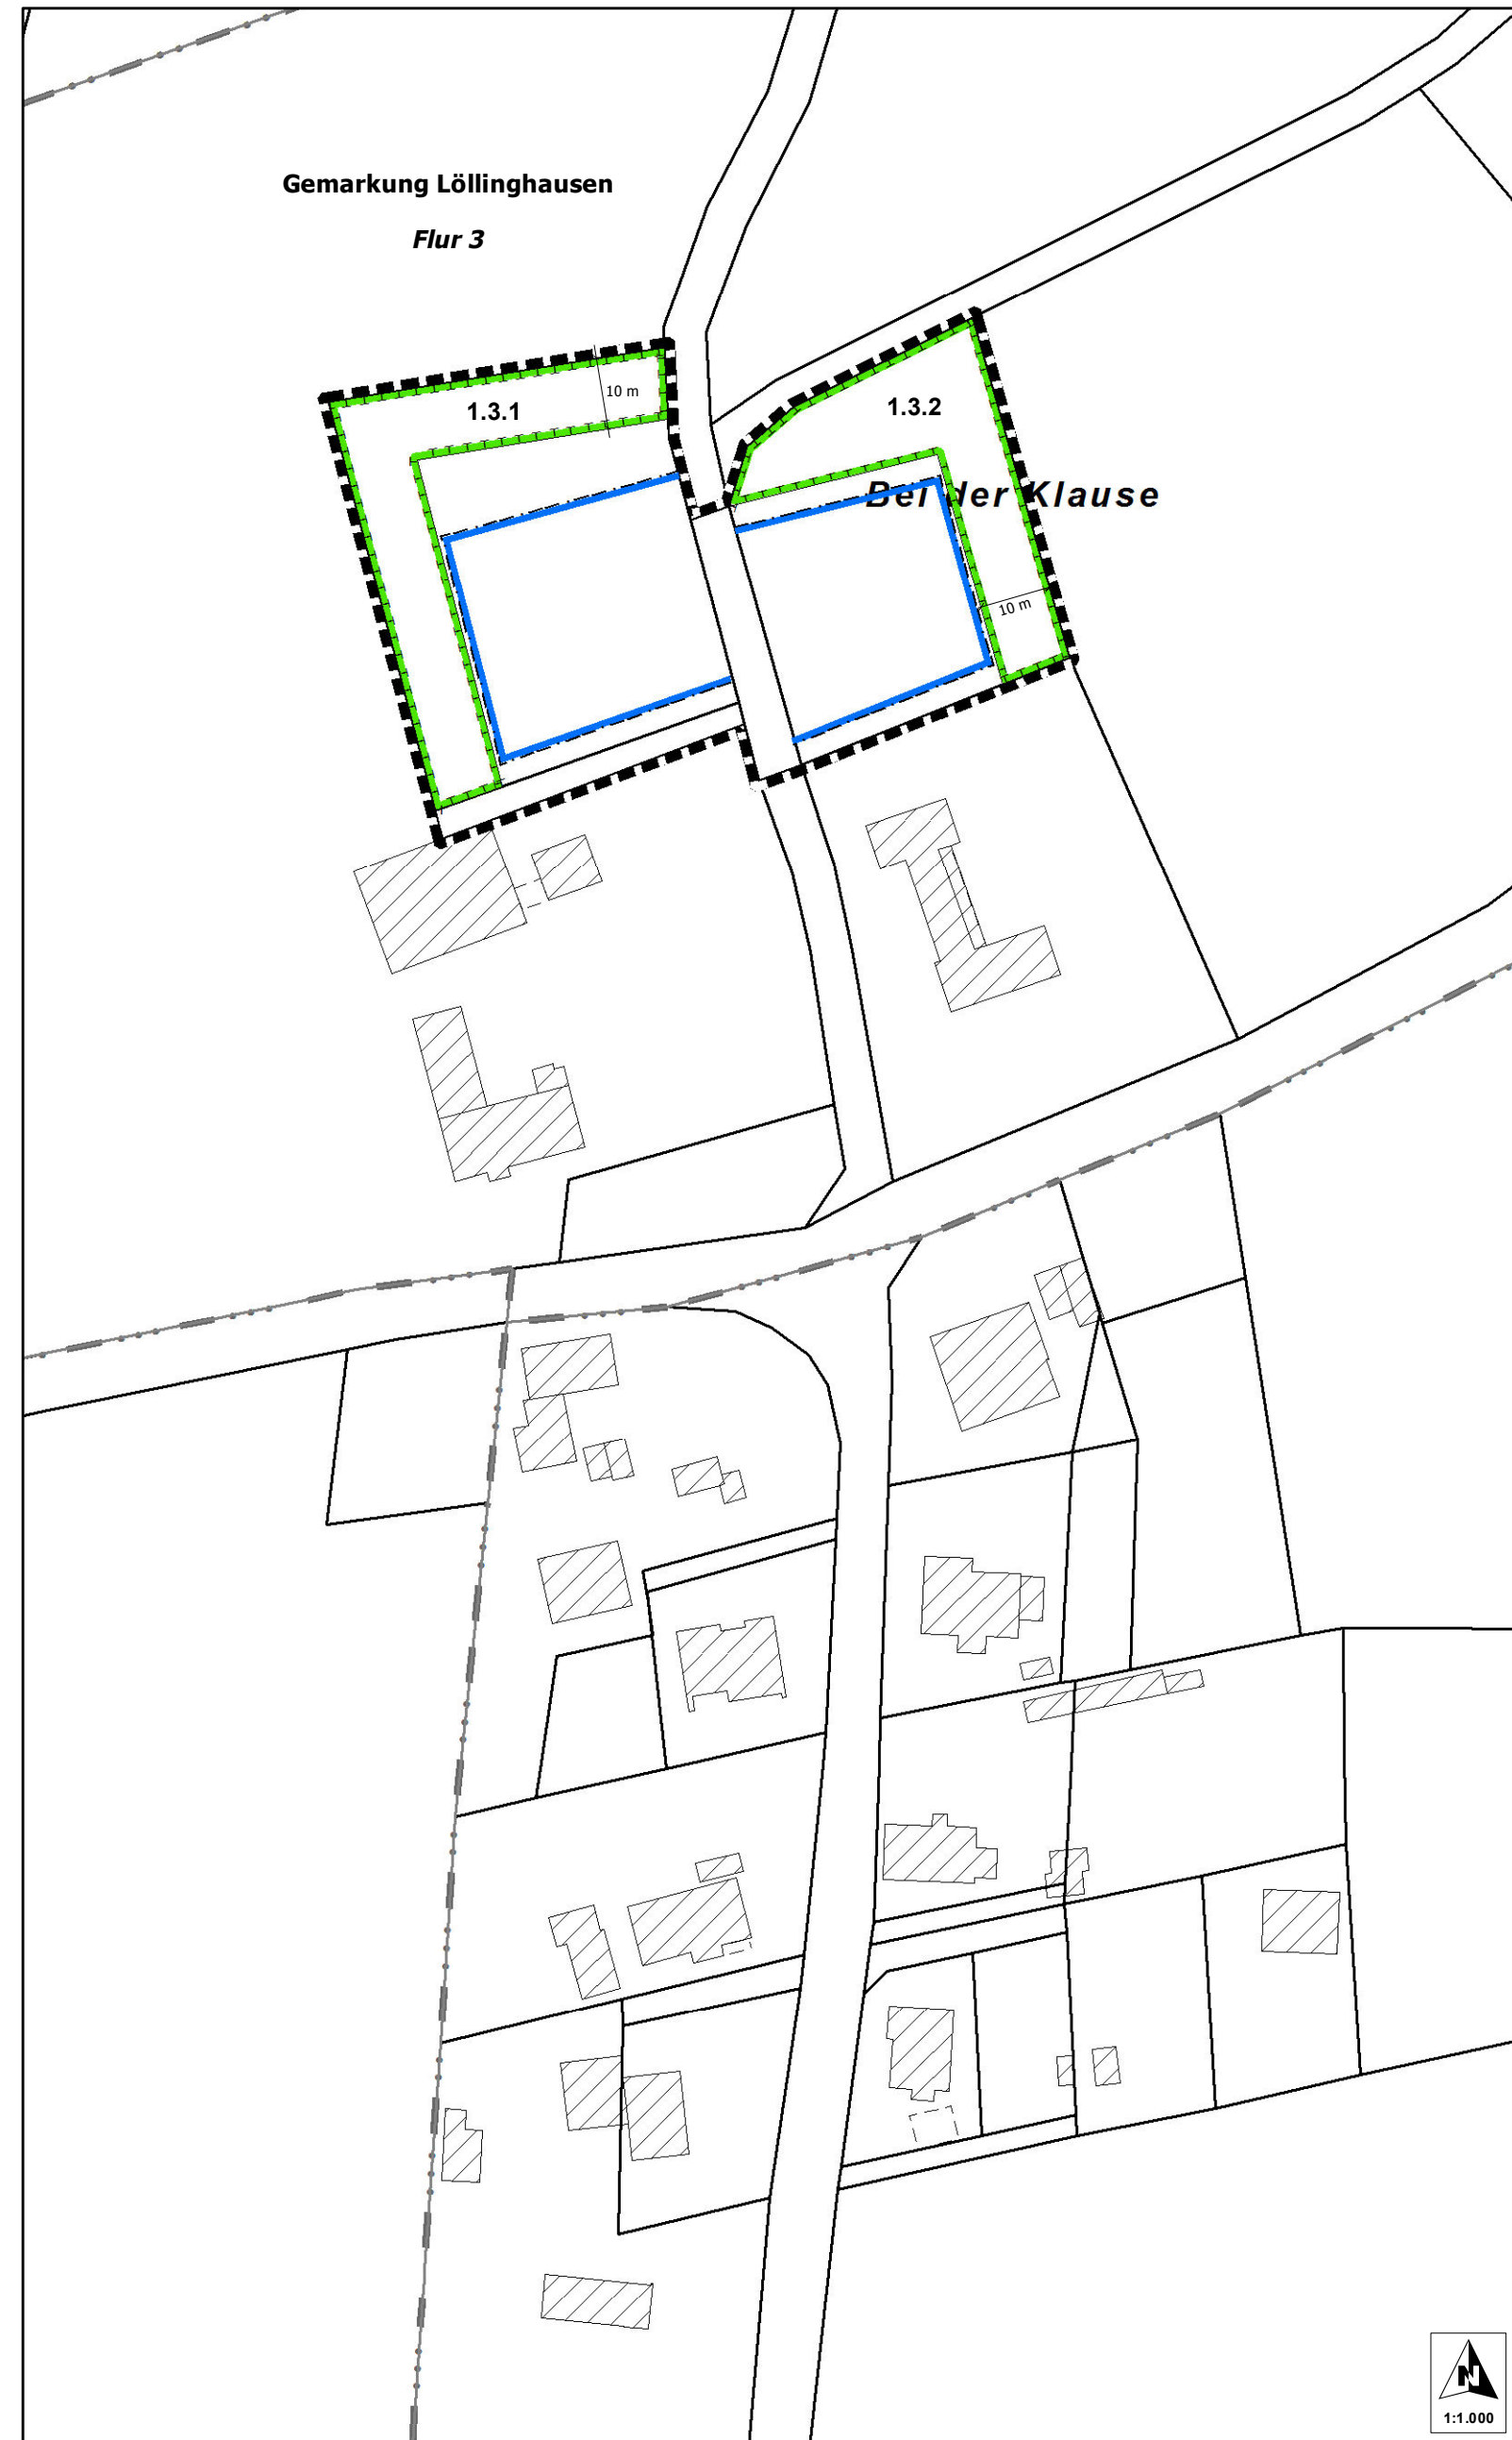 Gemarkung Löllinghausen
Flur 3
10 m
1.3.1
1.3.2
Bei der Klause
10 m
N
1:1.000